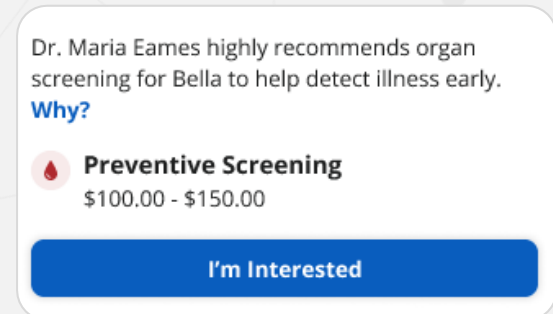 Dr. Maria Eames highly recommends organ
screening for Bella to help detect illness early.
Why?
Preventive Screening
$100.00 - $150.00
I’m Interested